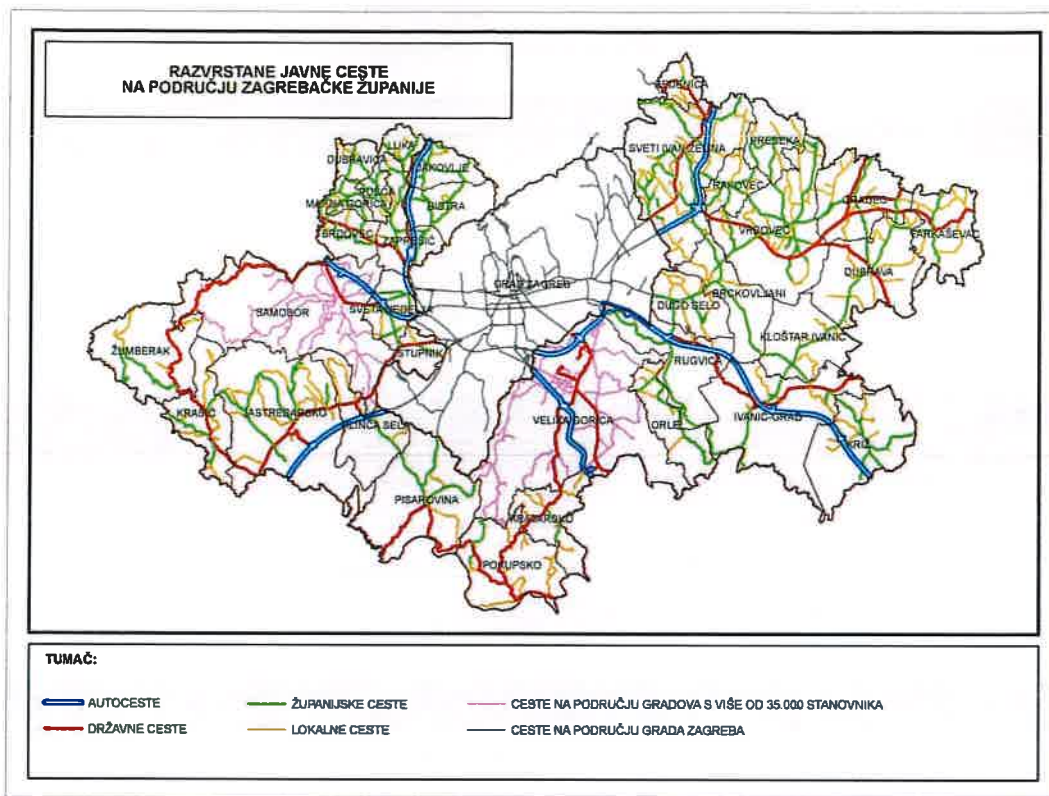 RAZVRSTANE JAVNE CESTE
NA PODRUČJU ZAGREBAČKE ŽUPANIJE
BEDENICA
SVETI IVAN ZELINA
PRESEKA
LUKA
DUBRAVICA
JAKOVLJE
PUŠĆA
MARIJA GORICA
BISTRA
RAKOVEC
GRADEC
BRDOVEC
ZAPREŠIĆ
VRBOVEC
FARKAŠEVAC
DUBRAVA
GRAD ZAGREB
BRCKOVLJANI
DUGO SELO
SAMOBOR
SVETA NEDELJA
KLOŠTAR IVANIĆ
ŽUMBERAK
STUPNIK
RUGVICA
KRAŠIĆ
JASTREBARSKO
KLINČA SELA
VELIKA GORICA
ORLE
IVANIĆ-GRAD
KRIŽ
PISAROVINA
KRAVARSKO
POKUPSKO
TUMAČ:
AUTOCESTE
ŽUPANIJSKE CESTE
CESTE NA PODRUČJU GRADOVA S VIŠE OD 35.000 STANOVNIKA
DRŽAVNE CESTE
LOKALNE CESTE
CESTE NA PODRUČJU GRADA ZAGREBA